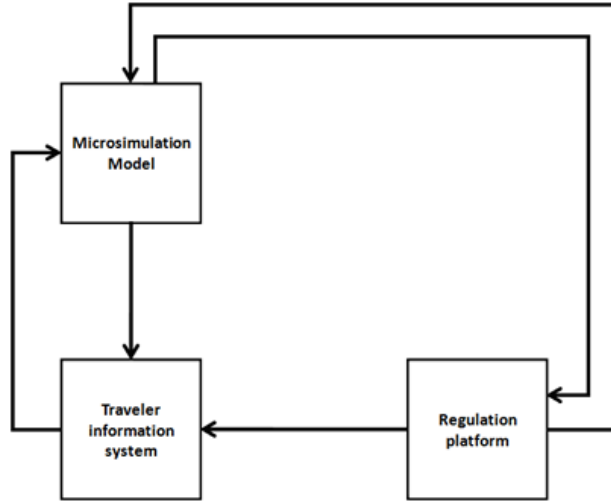 Microsimulation
Model
Traveler
information
system
Regulation
platform